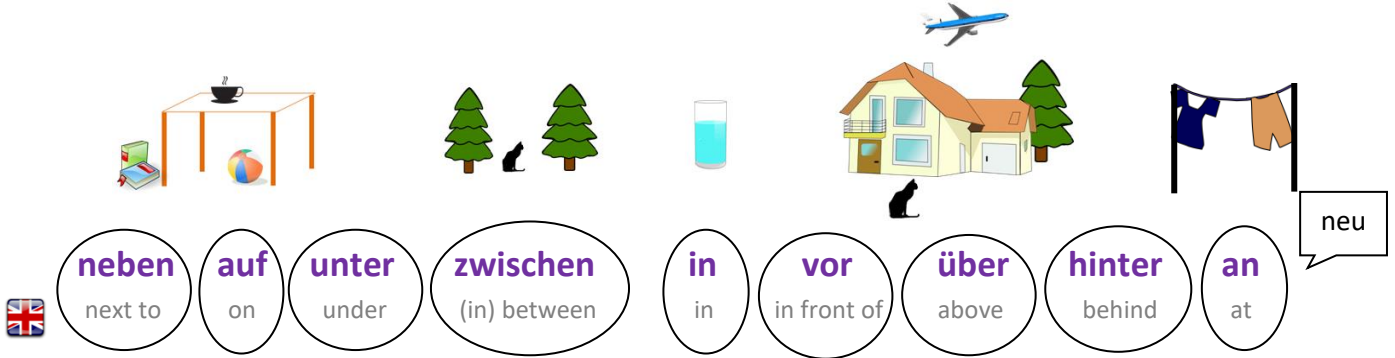 neu
neben auf unter zwischen in vor über hinter an
next to on under (in) between in in front of above behind at